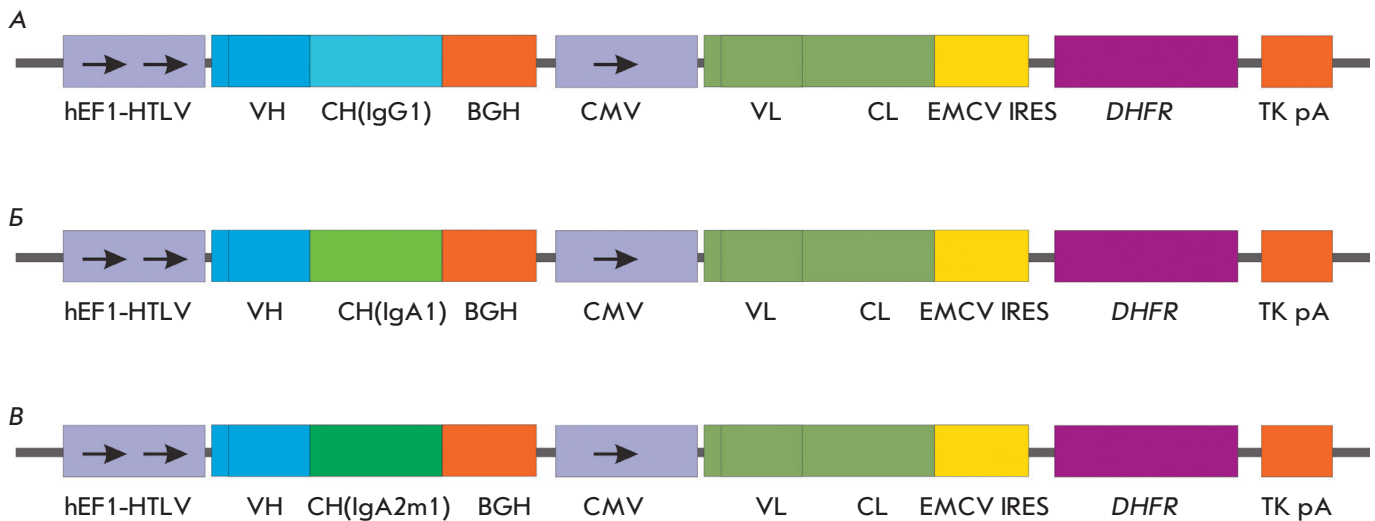 А
hEF1-HTLV VH CH(IgG1) BGH CMV VL CL EMCV IRES DHFR TK pA
Б
hEF1-HTLV VH CH(IgA1) BGH CMV VL CL EMCV IRES DHFR TK pA
В
hEF1-HTLV VH CH(IgA2m1) BGH CMV VL CL EMCV IRES DHFR TK pA